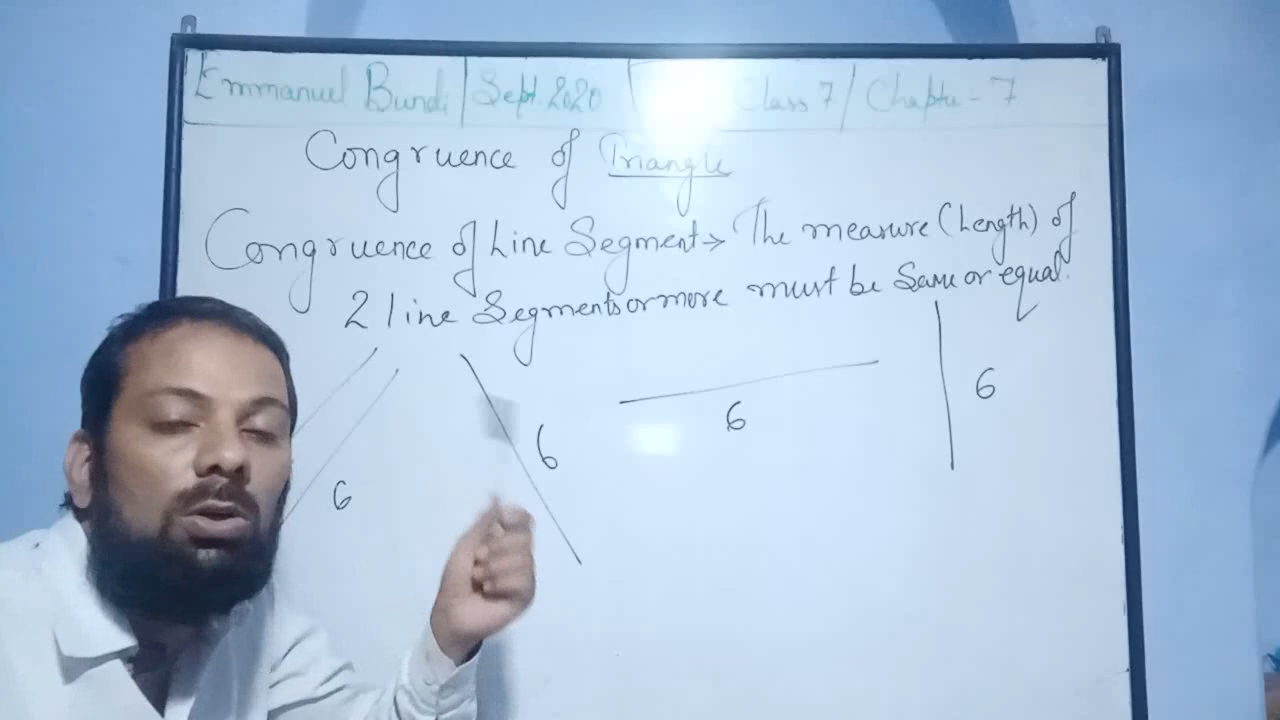 Emmanuel Bundi | Sept 2020 | Class 7 / Chapte - 7
Congruence of Triangle
Congruence of Line Segment → The measure (Length) of
2 line Segments or more must be Same or equal.
6
6
6
6